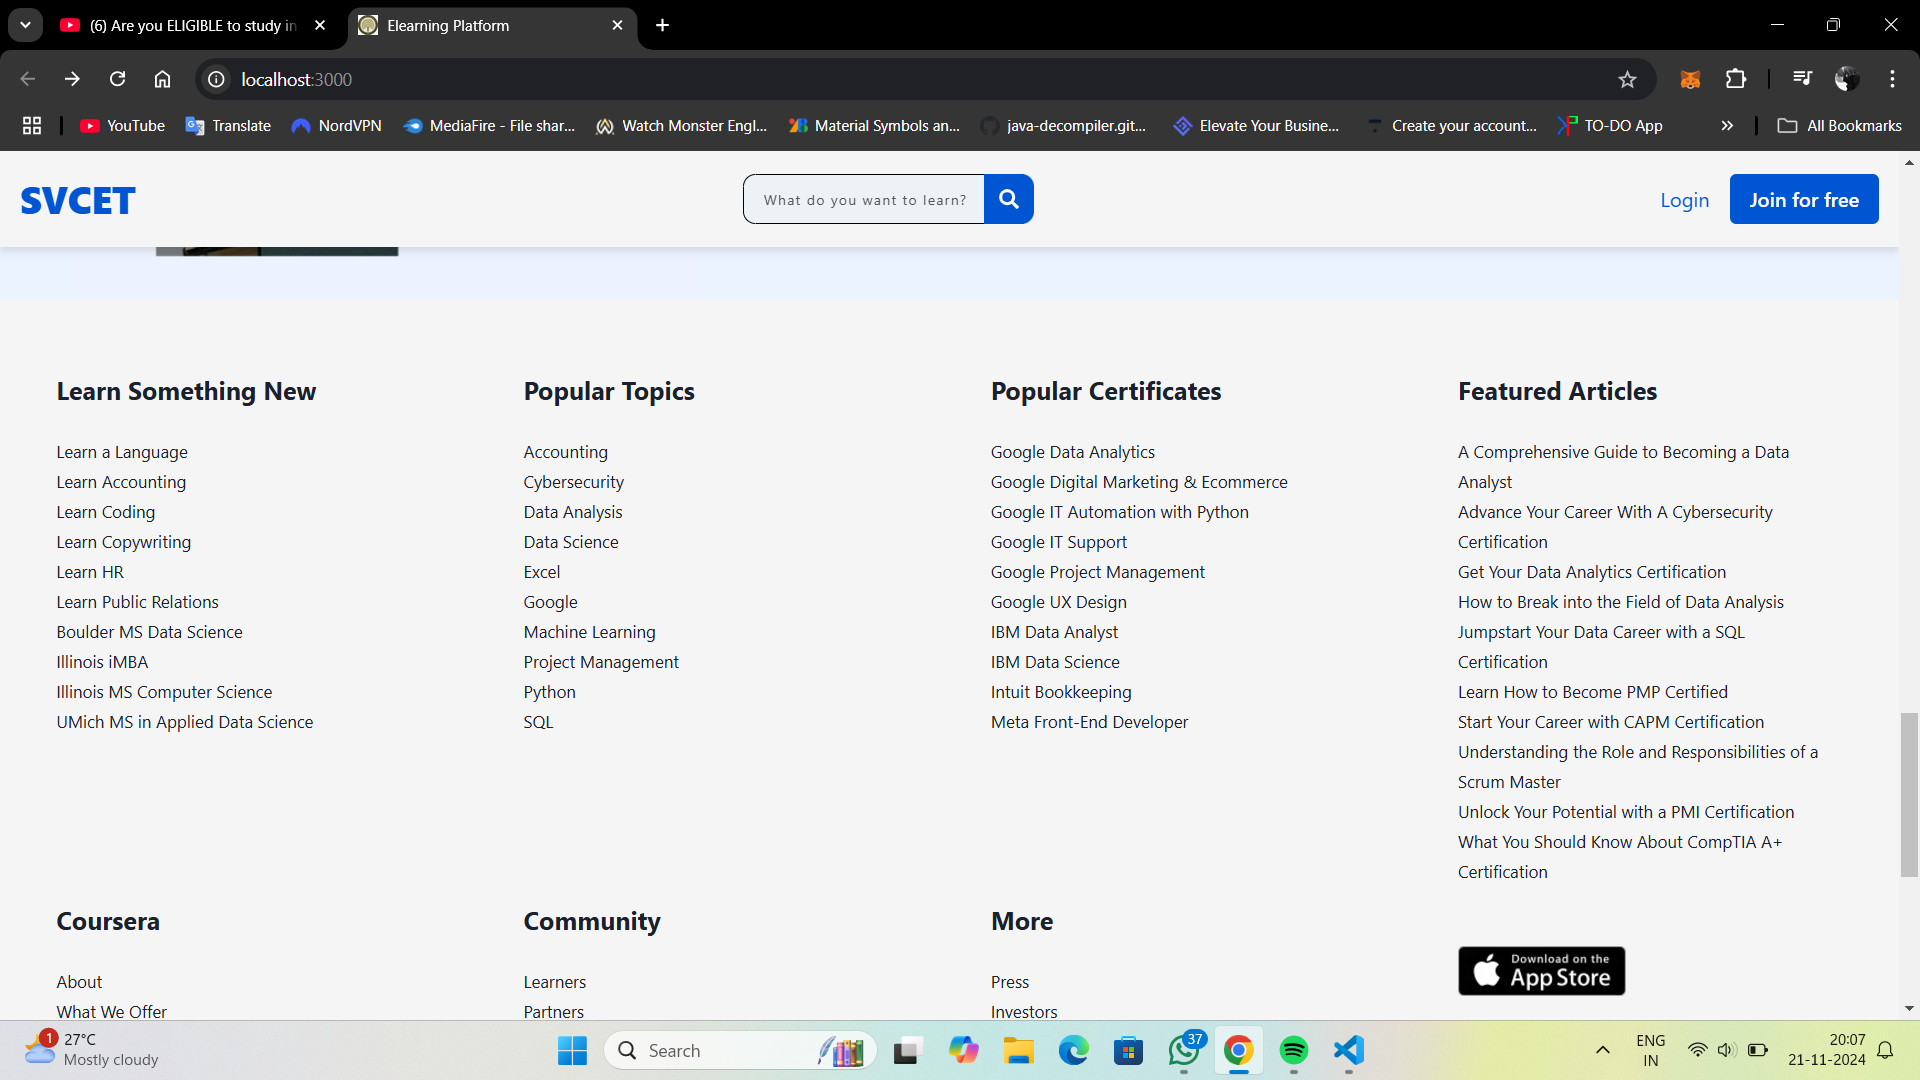 (6) Are you ELIGIBLE to study in
Elearning Platform
localhost:3000
YouTube
Translate
NordVPN
MediaFire - File shar...
Watch Monster Engl...
Material Symbols an...
java-decompiler.git...
Elevate Your Busine...
Create your account...
TO-DO App
All Bookmarks
SVCET
What do you want to learn?
Login
Join for free
Learn Something New
Learn a Language
Learn Accounting
Learn Coding
Learn Copywriting
Learn HR
Learn Public Relations
Boulder MS Data Science
Illinois iMBA
Illinois MS Computer Science
UMich MS in Applied Data Science
Popular Topics
Accounting
Cybersecurity
Data Analysis
Data Science
Excel
Google
Machine Learning
Project Management
Python
SQL
Popular Certificates
Google Data Analytics
Google Digital Marketing & Ecommerce
Google IT Automation with Python
Google IT Support
Google Project Management
Google UX Design
IBM Data Analyst
IBM Data Science
Intuit Bookkeeping
Meta Front-End Developer
Featured Articles
A Comprehensive Guide to Becoming a Data
Analyst
Advance Your Career With A Cybersecurity
Certification
Get Your Data Analytics Certification
How to Break into the Field of Data Analysis
Jumpstart Your Data Career with a SQL
Certification
Learn How to Become PMP Certified
Start Your Career with CAPM Certification
Understanding the Role and Responsibilities of a
Scrum Master
Unlock Your Potential with a PMI Certification
What You Should Know About CompTIA A+
Certification
Coursera
About
What We Offer
Community
Learners
Partners
More
Press
Investors
Download on the
App Store
1
27°C
Mostly cloudy
Search
37
ENG
IN
20:07
21-11-2024